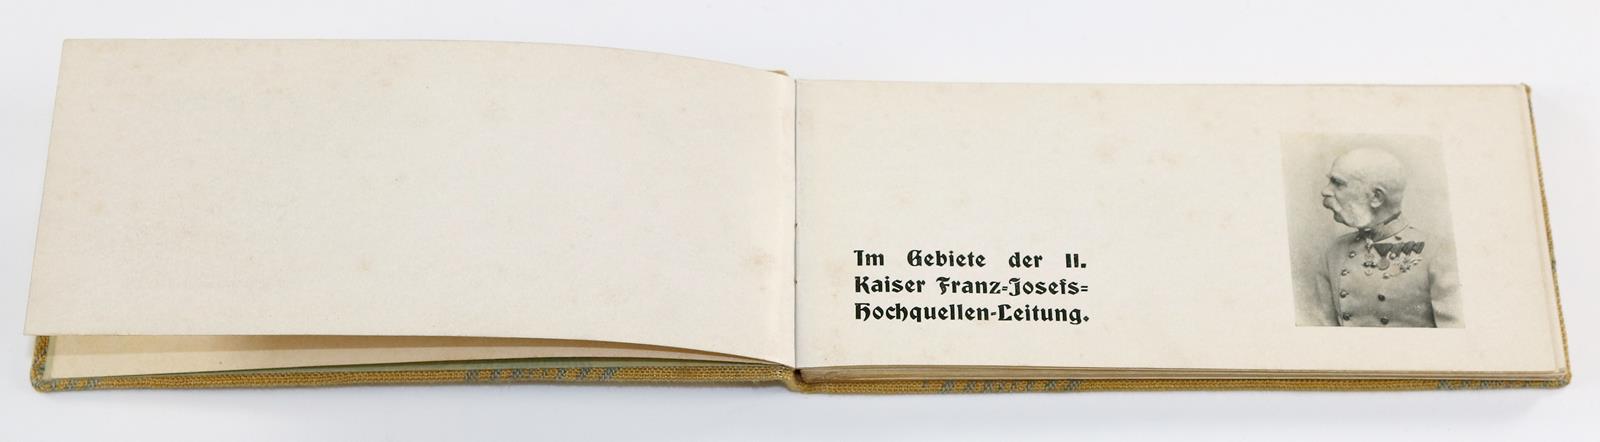 Im Gebiete der II.
Kaiser Franz-Josefs-
Hochquellen-Leitung.